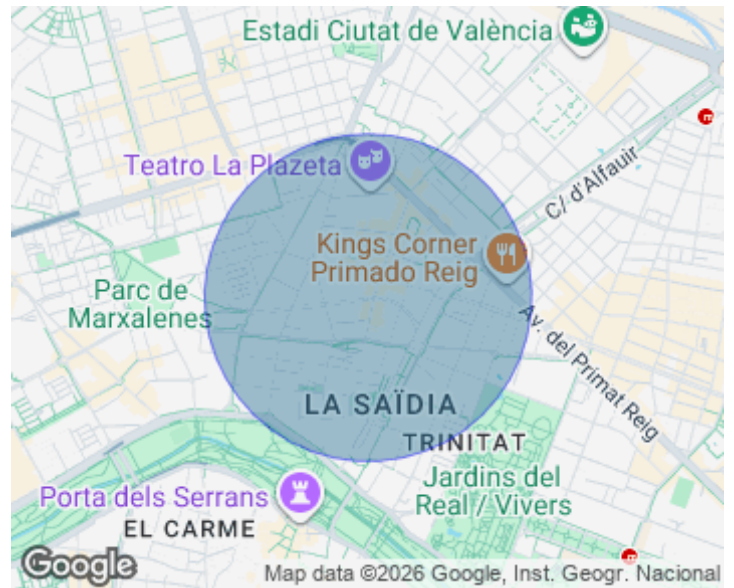 Estadi Ciutat de València
Teatro La Plazeta
C/ d'Alfauir
Kings Corner
Primado Reig
Parc de
Marxalenes
Av. del Primat Reig
LA SAÏDIA
TRINITAT
Jardins del
Real / Vivers
Porta dels Serrans
EL CARME
Google
Map data ©2026 Google, Inst. Geogr. Nacional